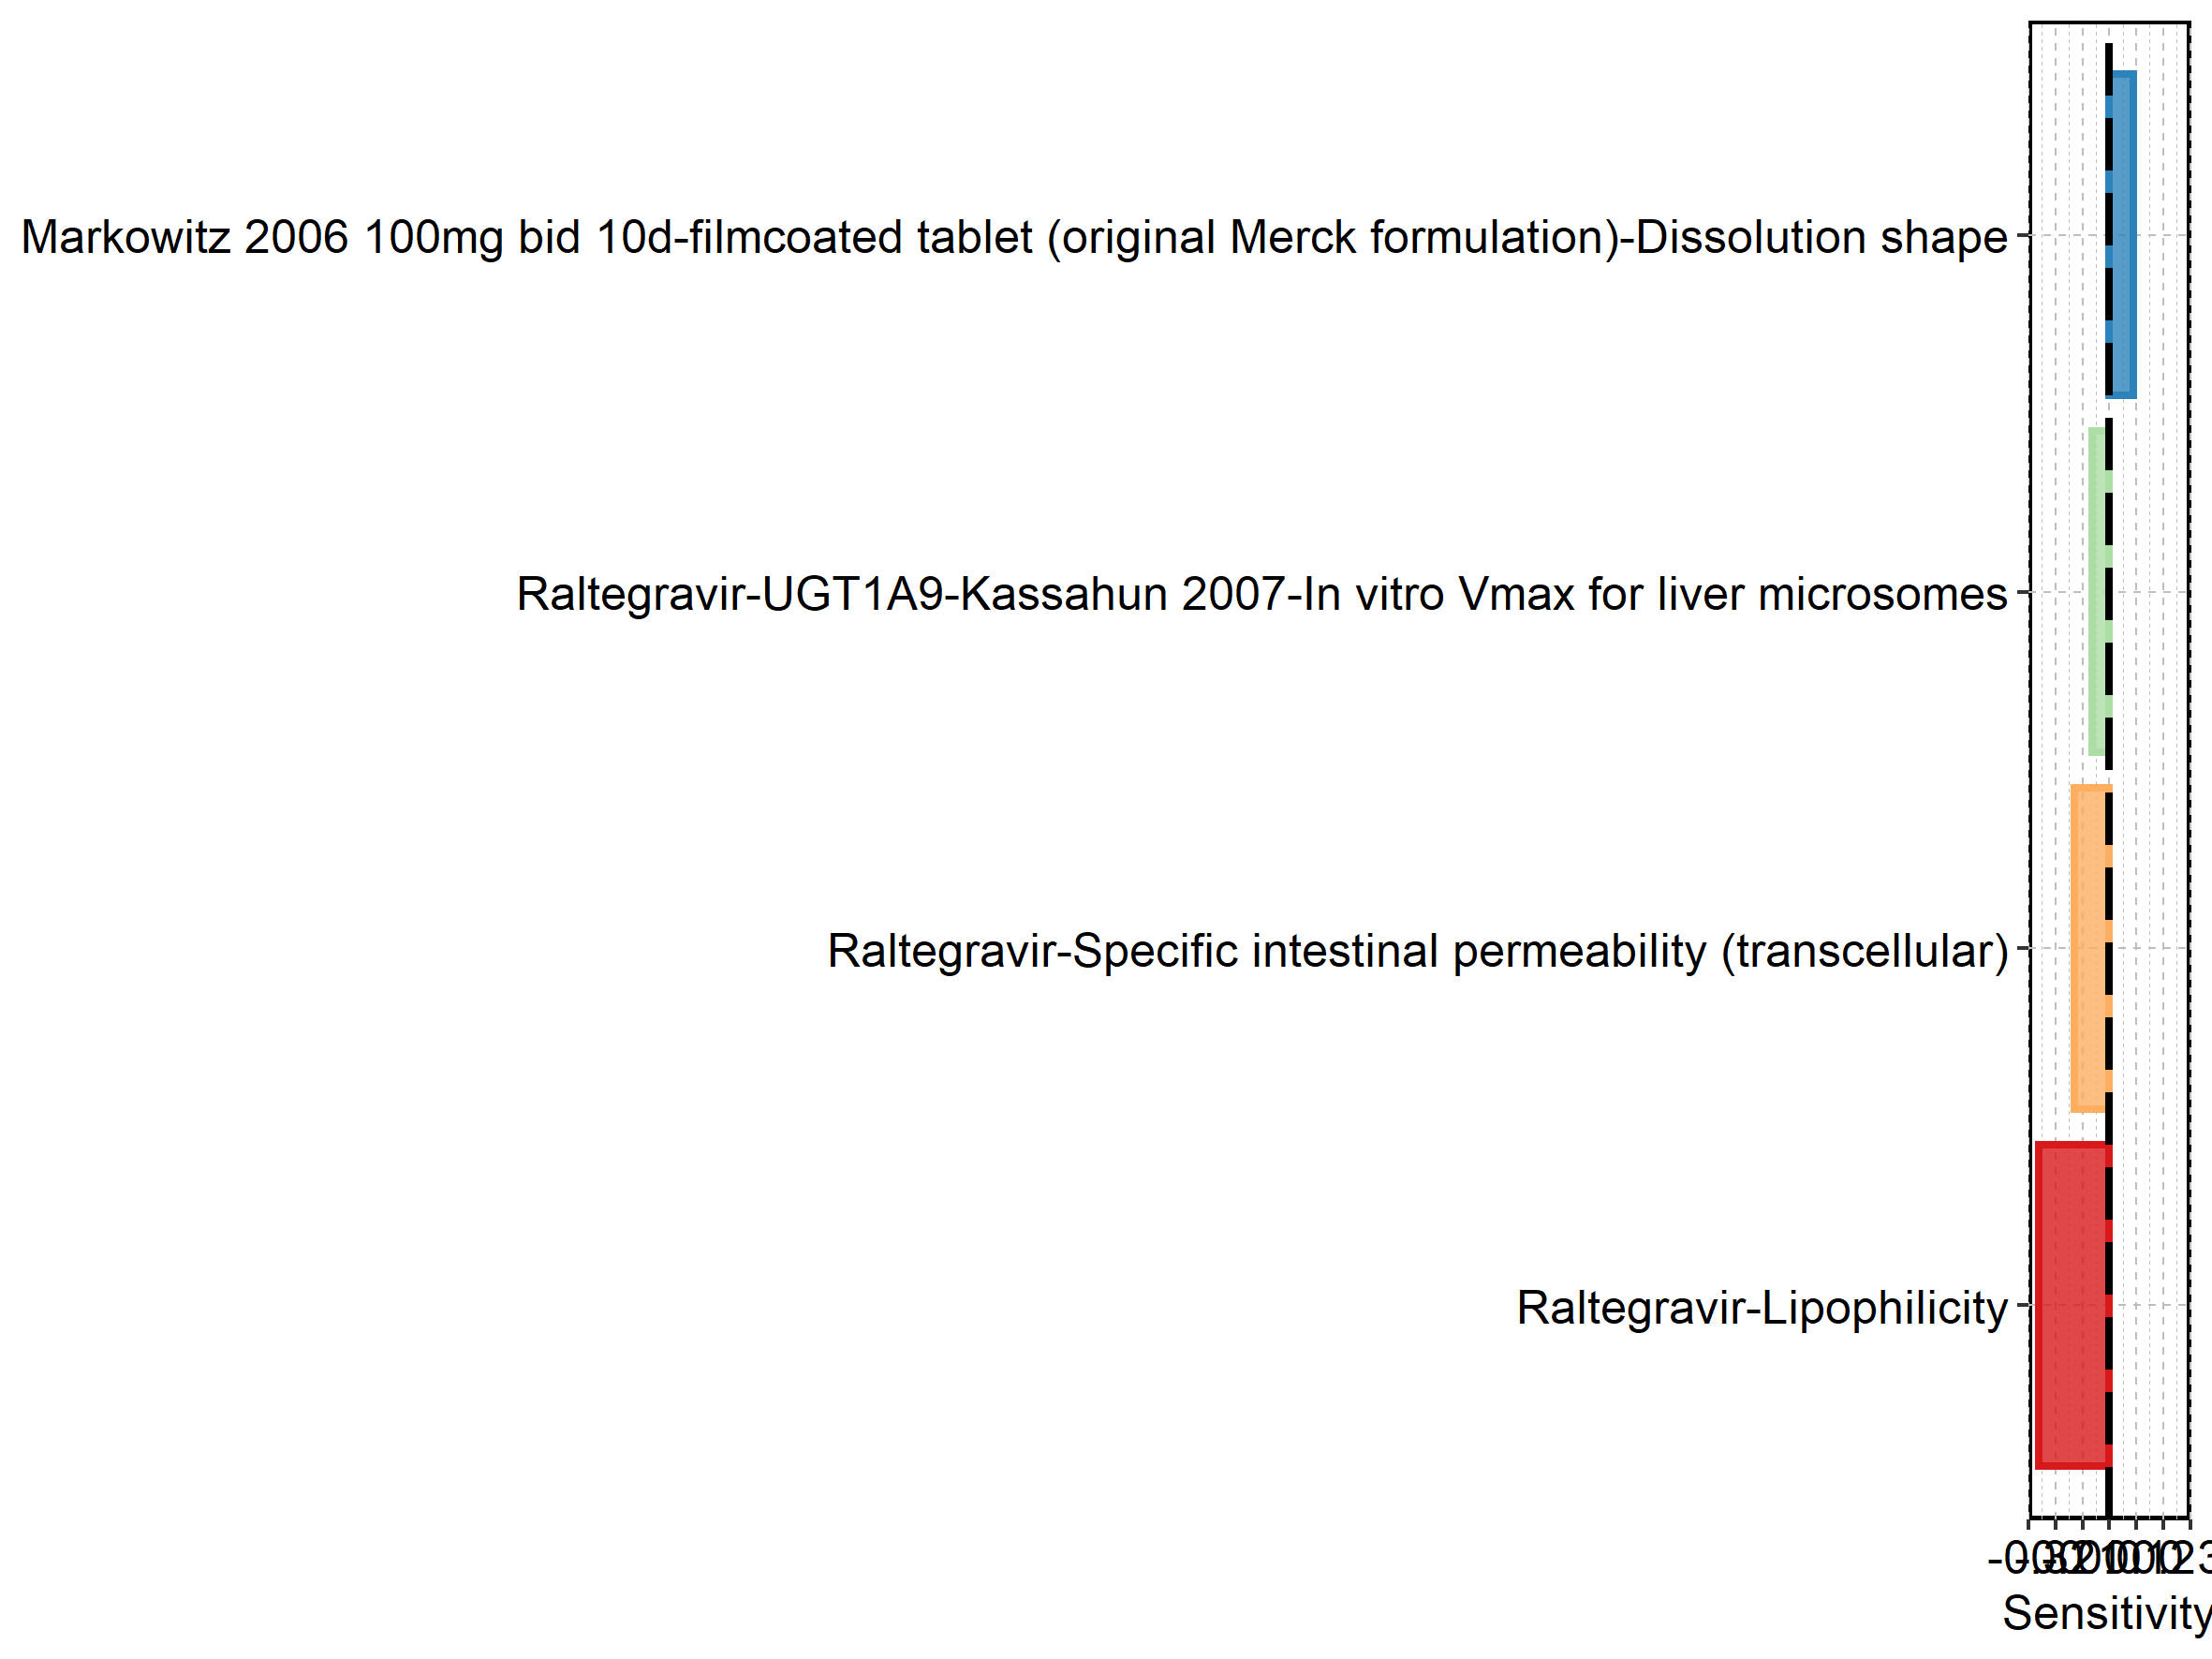 Markowitz 2006 100mg bid 10d-filmcoated tablet (original Merck formulation)-Dissolution shape
Raltegravir-UGT1A9-Kassahun 2007-In vitro Vmax for liver microsomes
Raltegravir-Specific intestinal permeability (transcellular)
Raltegravir-Lipophilicity
Sensitivity